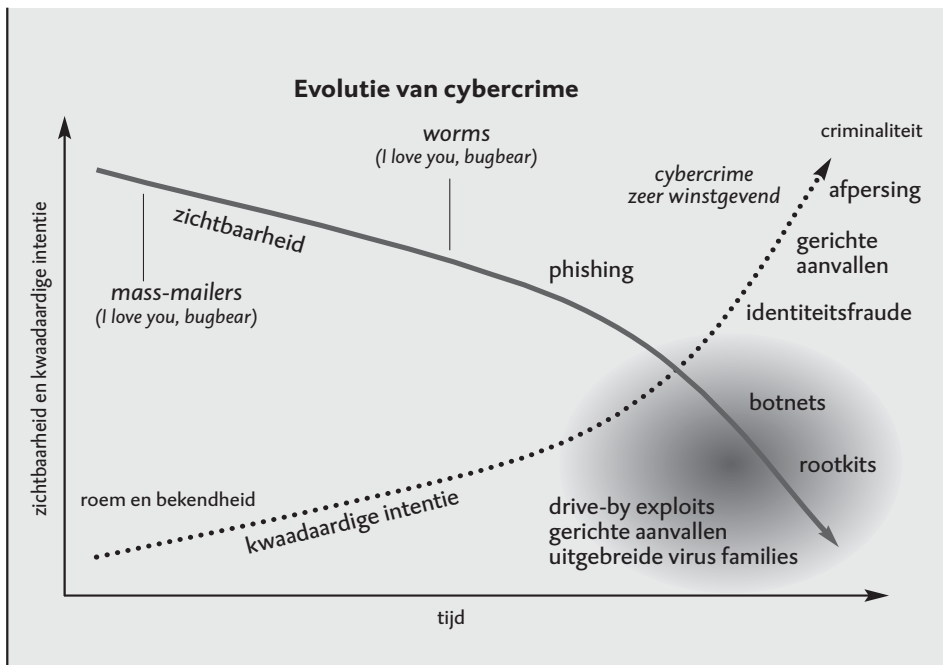 Evolutie van cybercrime
zichtbaarheid en kwaadaardige intentie
worms
(I love you, bugbear)
criminaliteit
cybercrime
zeer winstgevend
afpersing
zichtbaarheid
gerichte
aanvallen
phishing
mass-mailers
(I love you, bugbear)
identiteitsfraude
botnets
rootkits
roem en bekendheid
kwaadaardige intentie
drive-by exploits
gerichte aanvallen
uitgebreide virus families
tijd